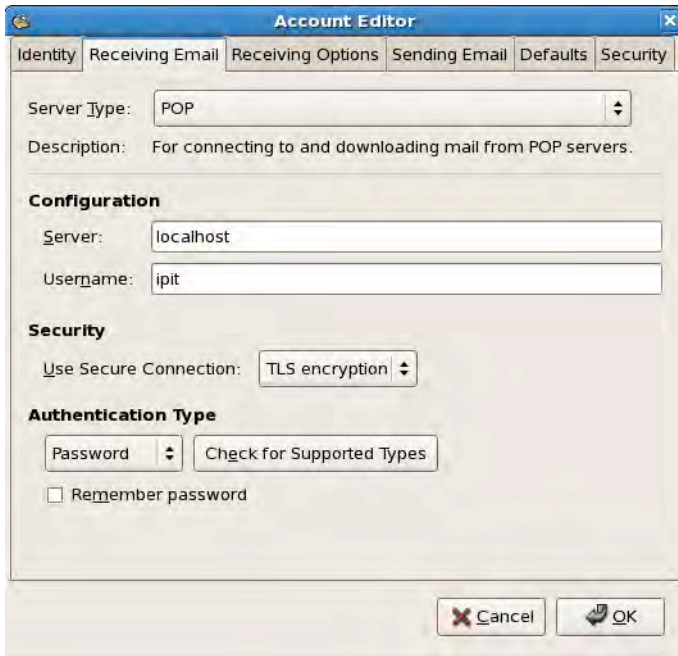 Account Editor
Identity Receiving Email Receiving Options Sending Email Defaults Security
Server Type: POP
Description: For connecting to and downloading mail from POP servers.
Configuration
Server: localhost
Username: ipit
Security
Use Secure Connection: TLS encryption
Authentication Type
Password Check for Supported Types
Remember password
Cancel OK